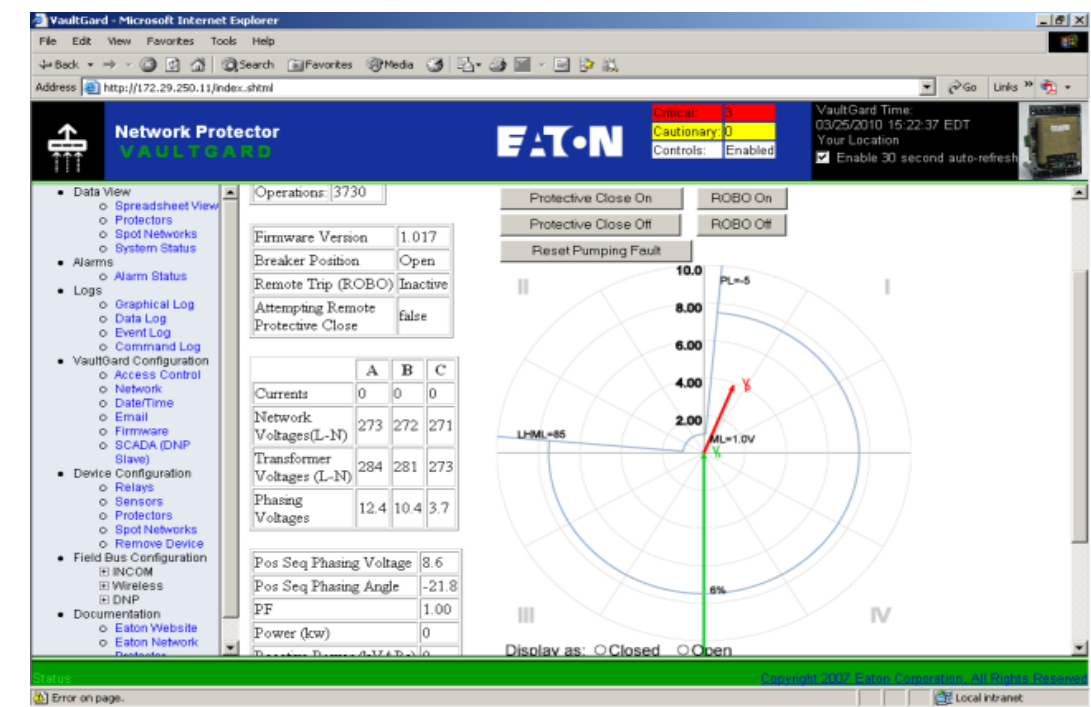 VaultGard - Microsoft Internet Explorer
File Edit View Favorites Tools Help
Back Search Favorites Media
Address http://172.29.250.11/index.shtml Go Links »
Network Protector
VAULTGARD
EATON
Critical: 3
Cautionary: 0
Controls: Enabled
VaultGard Time:
03/25/2010 15:22:37 EDT
Your Location
Enable 30 second auto-refresh
Data View
Spreadsheet View
Protectors
Spot Networks
System Status
Alarms
Alarm Status
Logs
Graphical Log
Data Log
Event Log
Command Log
VaultGard Configuration
Access Control
Network
Date/Time
Email
Firmware
SCADA (DNP
Slave)
Device Configuration
Relays
Sensors
Protectors
Spot Networks
Remove Device
Field Bus Configuration
INCOM
Wireless
DNP
Documentation
Eaton Website
Eaton Network
Protector
Operations: 3730
Firmware Version 1.017
Breaker Position Open
Remote Trip (ROBO) Inactive
Attempting Remote
Protective Close false
A B C
Currents 0 0 0
Network
Voltages(L-N) 273 272 271
Transformer
Voltages (L-N) 284 281 273
Phasing
Voltages 12.4 10.4 3.7
Pos Seq Phasing Voltage 8.6
Pos Seq Phasing Angle -21.8
PF 1.00
Power (kw) 0
Protective Close On ROBO On
Protective Close Off ROBO Off
Reset Pumping Fault
10.0
PL=-5
II I
8.00
6.00
4.00
2.00
LHML=85
ML=1.0V
6%
III IV
Display as: Closed Open
Status
Copyright 2007 Eaton Corporation, All Rights Reserved
Error on page. Local intranet